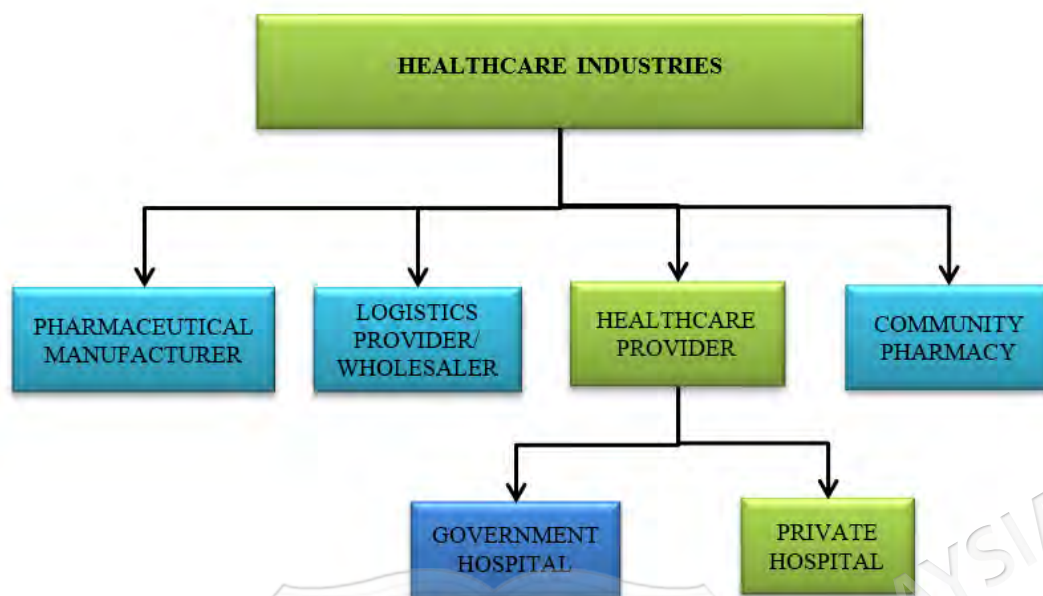 HEALTHCARE INDUSTRIES
PHARMACEUTICAL
MANUFACTURER
LOGISTICS
PROVIDER/
WHOLESALER
HEALTHCARE
PROVIDER
COMMUNITY
PHARMACY
GOVERNMENT
HOSPITAL
PRIVATE
HOSPITAL